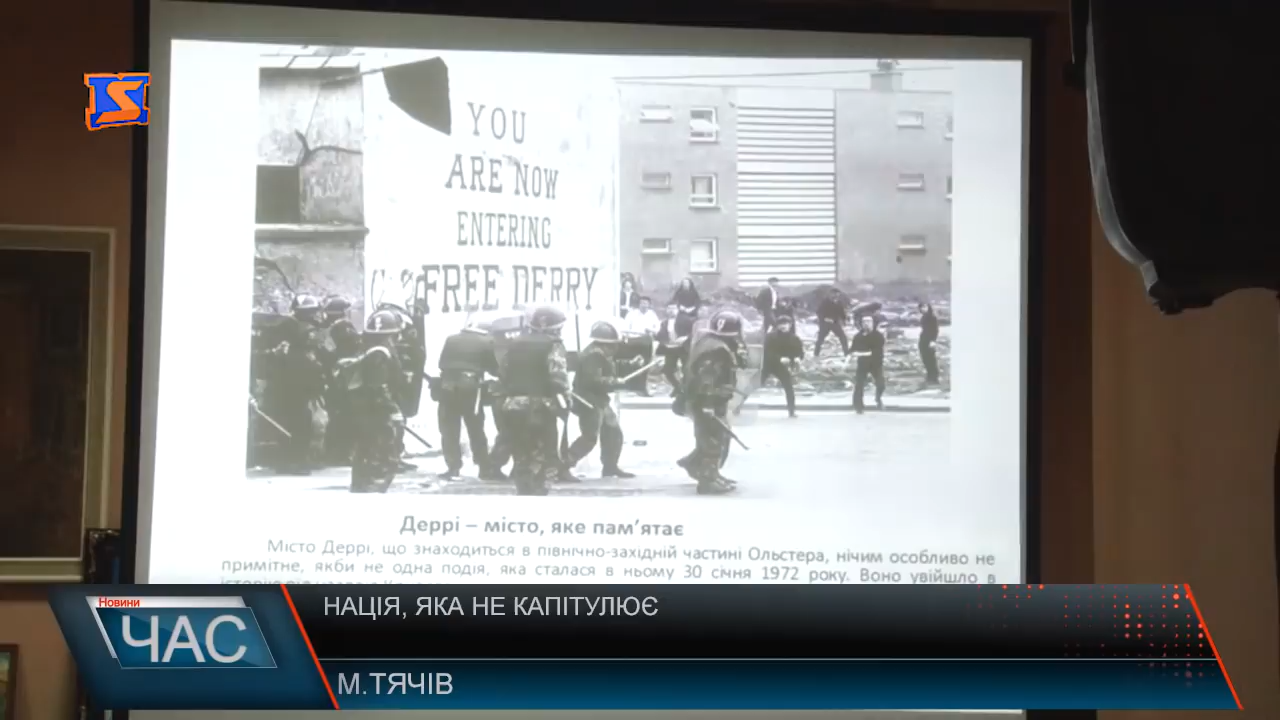 YOU
ARE NOW
ENTERING
FREE DERRY
Деррі – місто, яке пам'ятає
Місто Деррі, що знаходиться в північно-західній частині Ольстера, нічим особливо не
примітне, якби не одна подія, яка сталася в ньому 30 січня 1972 року. Воно увійшло в
Новини
ЧАС
НАЦІЯ, ЯКА НЕ КАПІТУЛЮЄ
М.ТЯЧІВ